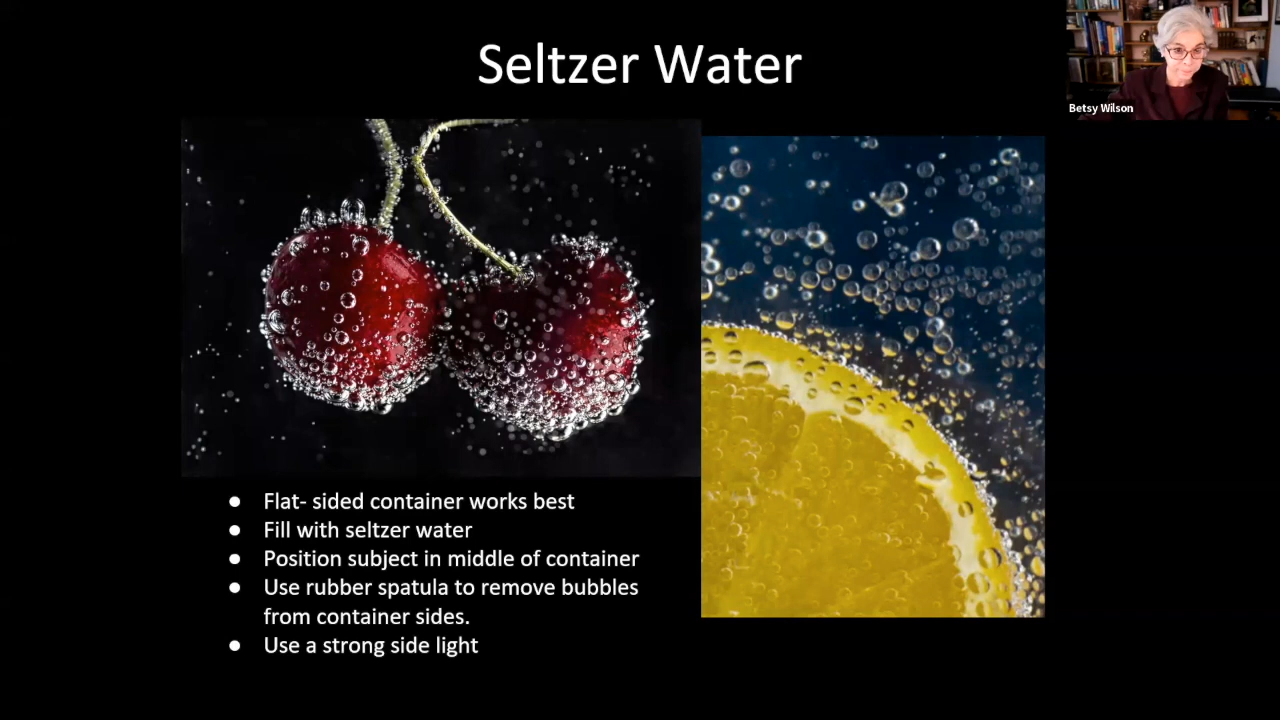 Seltzer Water
Betsy Wilson
● Flat- sided container works best
● Fill with seltzer water
● Position subject in middle of container
● Use rubber spatula to remove bubbles
from container sides.
● Use a strong side light